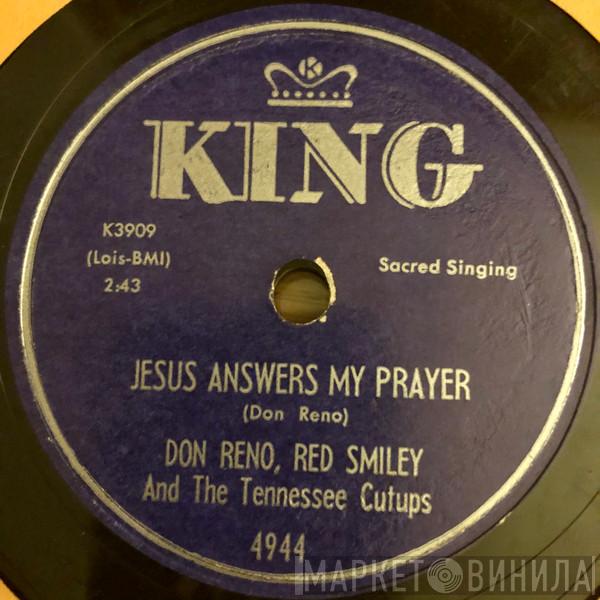 K
KING
K3909
(Lois-BMI)
2:43
Sacred Singing
JESUS ANSWERS MY PRAYER
(Don Reno)
DON RENO, RED SMILEY
And The Tennessee Cutups
4944
МАРКЕТ ВИНИЛА